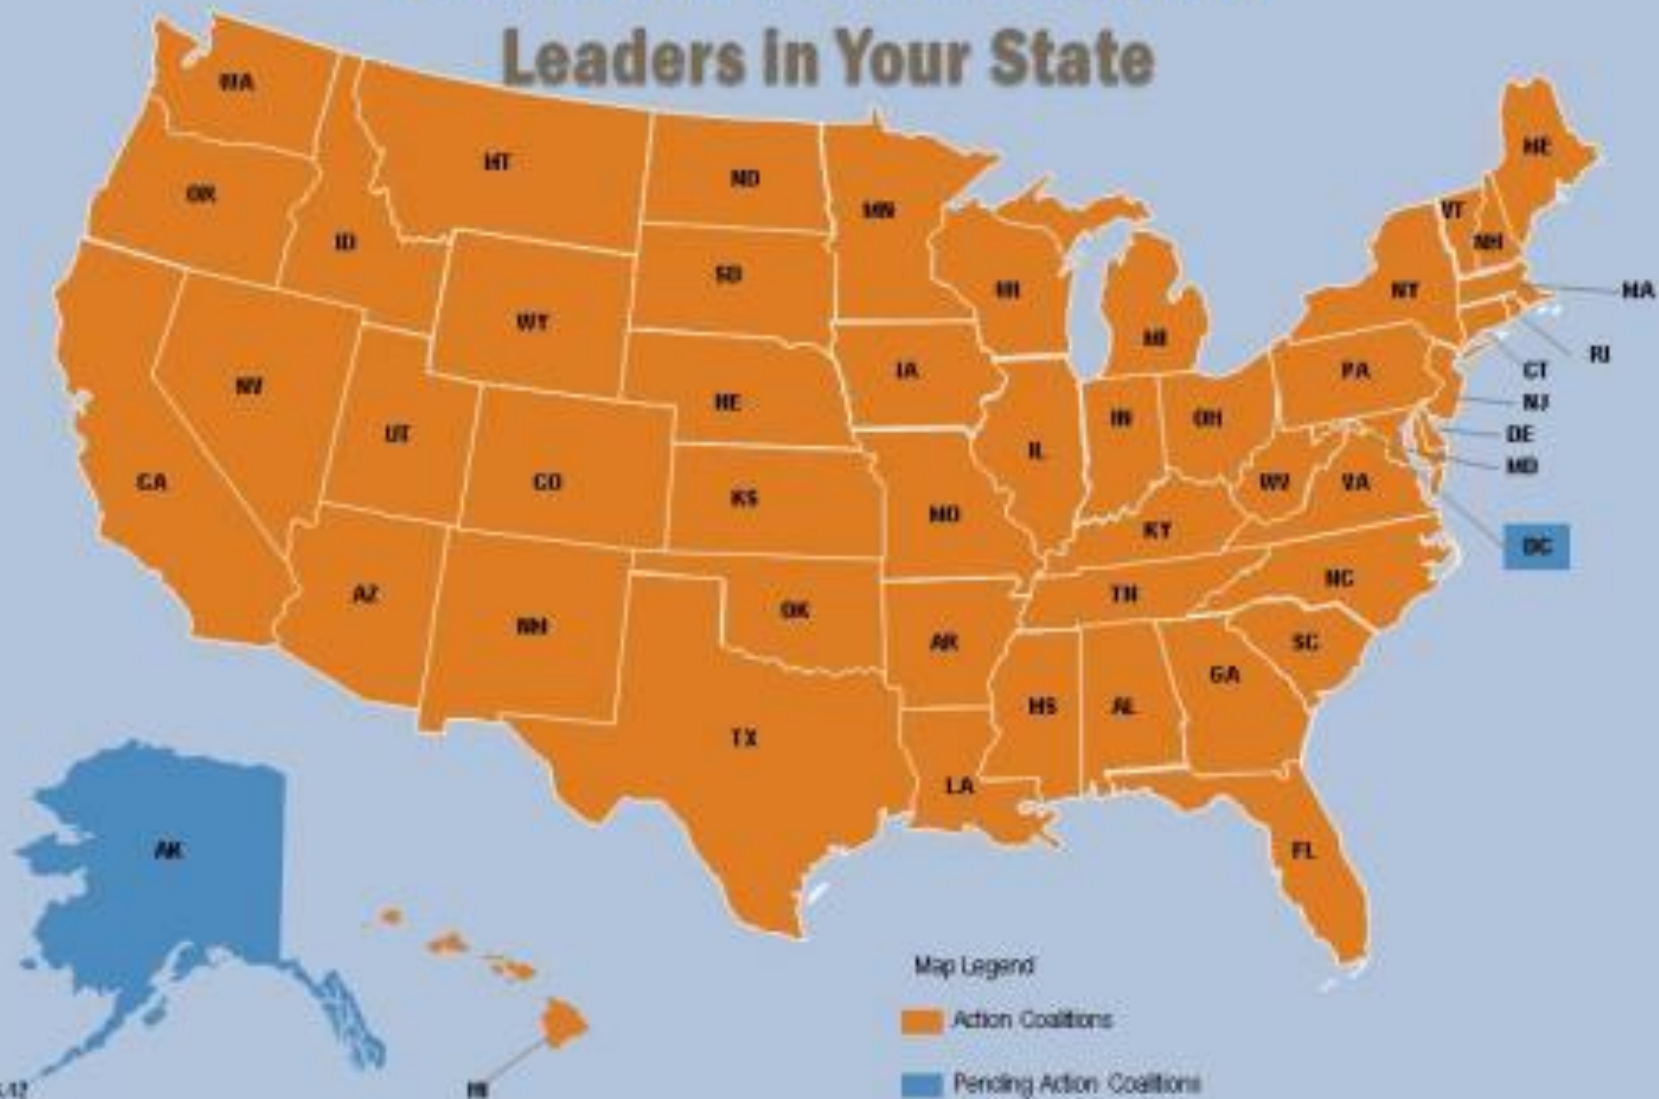 Leaders in Your State
WA
MT
ND
MN
ME
OR
ID
SD
WI
MI
VT
NH
NY
MA
WY
IA
PA
RI
CT
NJ
NV
UT
NE
IL
IN
OH
DE
MD
CA
CO
KS
MO
WV
VA
KY
DC
AZ
NM
OK
AR
TN
NC
SC
MS
AL
GA
TX
LA
AK
FL
HI
Map Legend
Action Coalitions
Pending Action Coalitions